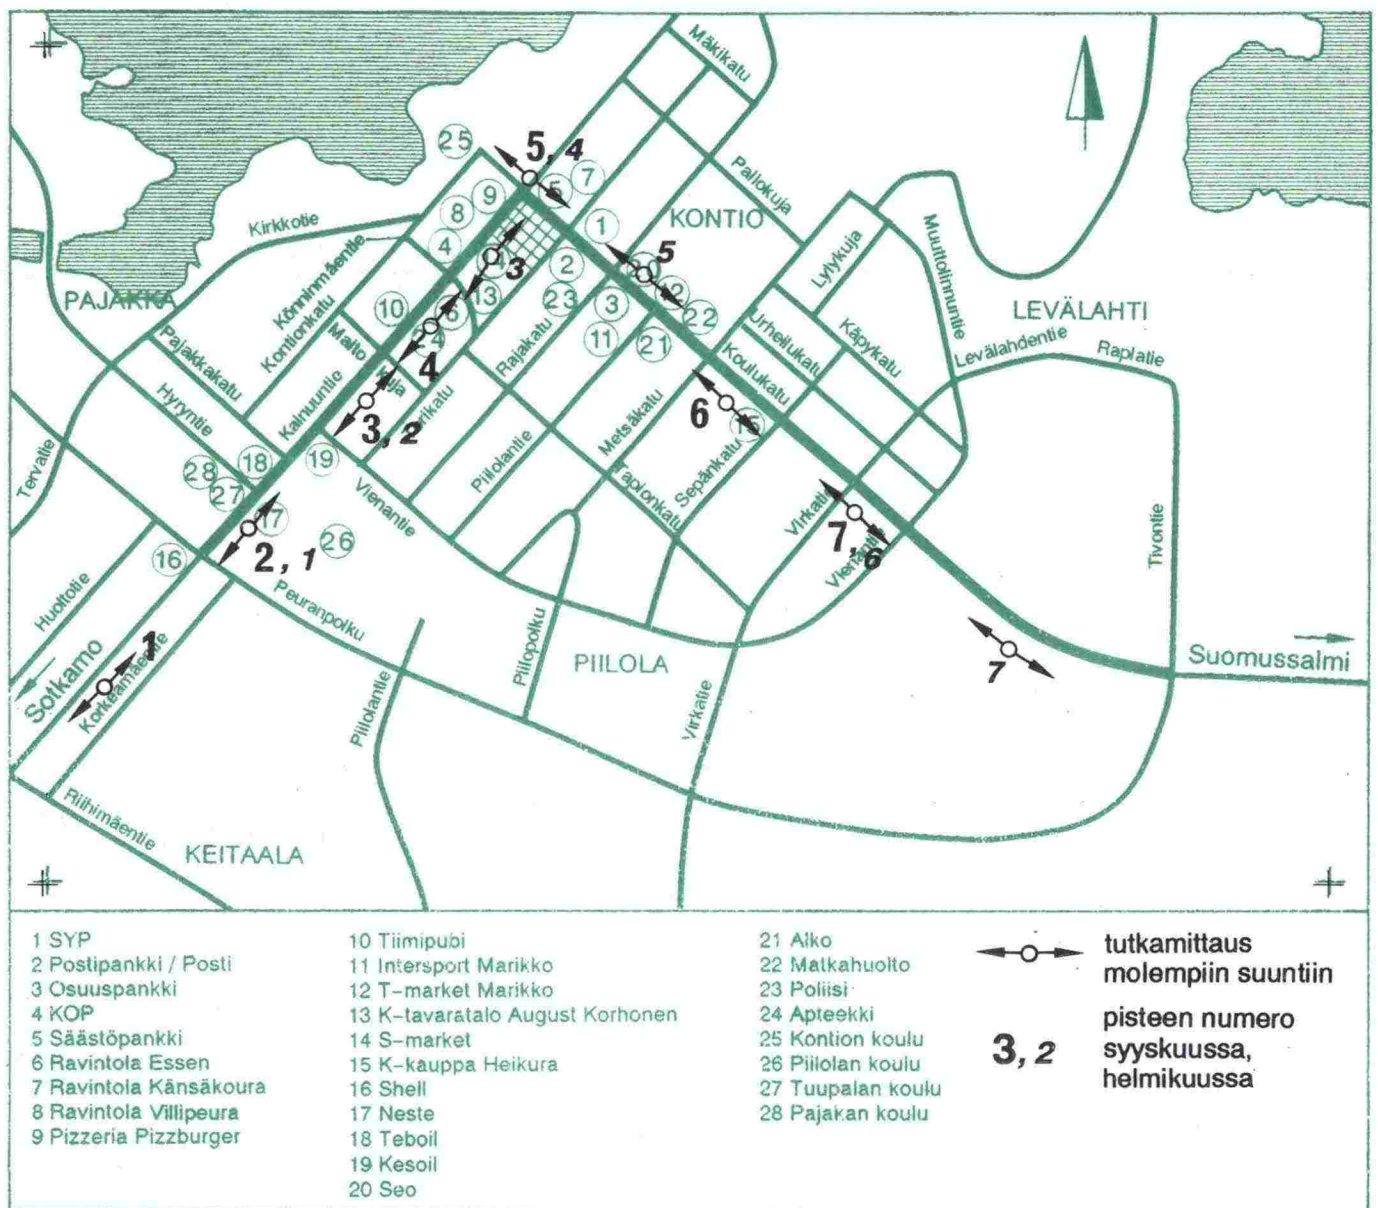 Mäkikatu
25
5, 4
5
7
9
8
Pallokuja
Kirkkotie
1
KONTIO
4
5
2
3
Lylykuja
Muuttolinnuntie
PAJAKKA
Könninmäentie
Kontionkatu
10
6
13
23
3
22
LEVÄLAHTI
24
11
21
Urheilukatu
Käpykatu
Levälahdentie
Raplatie
Pajakkakatu
Rajakatu
Koulukatu
4
Hyryntie
Kainuuntie
6
3, 2
Metsäkatu
15
Tervatie
28
18
19
Piilolantie
Sepänkatu
27
Vienantie
Tapionkatu
Virkatie
17
26
7, 6
Vienantie
Tivontie
16
2, 1
Huoltotie
Peuranpolku
Piilopolku
1
PIILOLA
7
Suomussalmi
Sotkamo
Korkeamäentie
Piilolantie
Virkatie
Riihimäentie
KEITAALA
1 SYP
2 Postipankki / Posti
3 Osuuspankki
4 KOP
5 Säästöpankki
6 Ravintola Essen
7 Ravintola Känsäkoura
8 Ravintola Villipeura
9 Pizzeria Pizzburger
10 Tiimipubi
11 Intersport Marikko
12 T-market Marikko
13 K-tavaratalo August Korhonen
14 S-market
15 K-kauppa Heikura
16 Shell
17 Neste
18 Teboil
19 Kesoil
20 Seo
21 Alko
22 Matkahuolto
23 Poliisi
24 Apteekki
25 Kontion koulu
26 Piilolan koulu
27 Tuupalan koulu
28 Pajakan koulu
tutkamittaus
molempiin suuntiin
3, 2
pisteen numero
syyskuussa,
helmikuussa